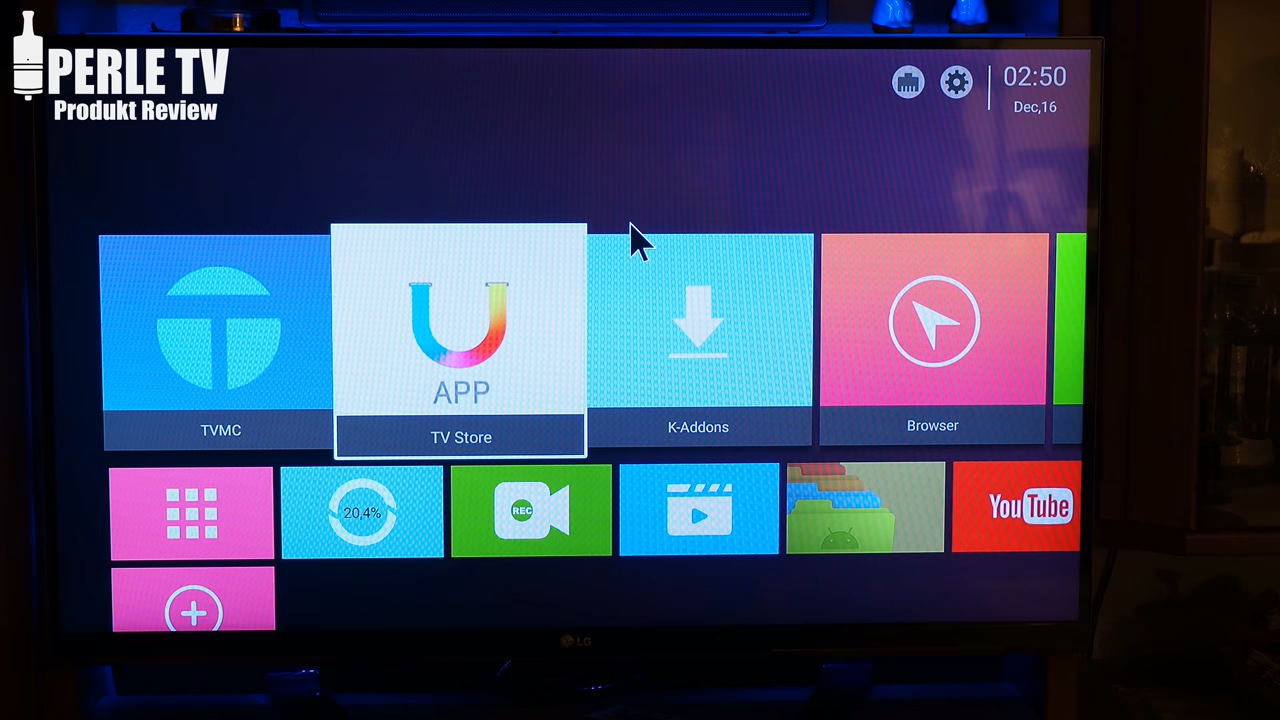 PERLE TV
Produkt Review
02:50
Dec,16
APP
TVMC
TV Store
K-Addons
Browser
20,4%
REC
YouTube
LG